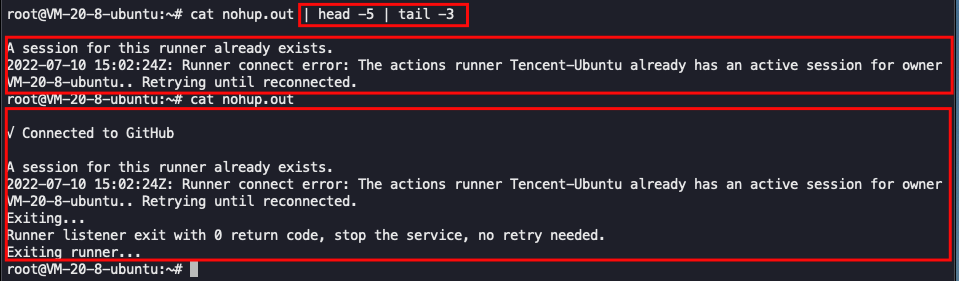 root@VM-20-8-ubuntu:~# cat nohup.out | head -5 | tail -3
A session for this runner already exists.
2022-07-10 15:02:24Z: Runner connect error: The actions runner Tencent-Ubuntu already has an active session for owner
VM-20-8-ubuntu.. Retrying until reconnected.
root@VM-20-8-ubuntu:~# cat nohup.out
√ Connected to GitHub
A session for this runner already exists.
2022-07-10 15:02:24Z: Runner connect error: The actions runner Tencent-Ubuntu already has an active session for owner
VM-20-8-ubuntu.. Retrying until reconnected.
Exiting...
Runner listener exit with 0 return code, stop the service, no retry needed.
Exiting runner...
root@VM-20-8-ubuntu:~#